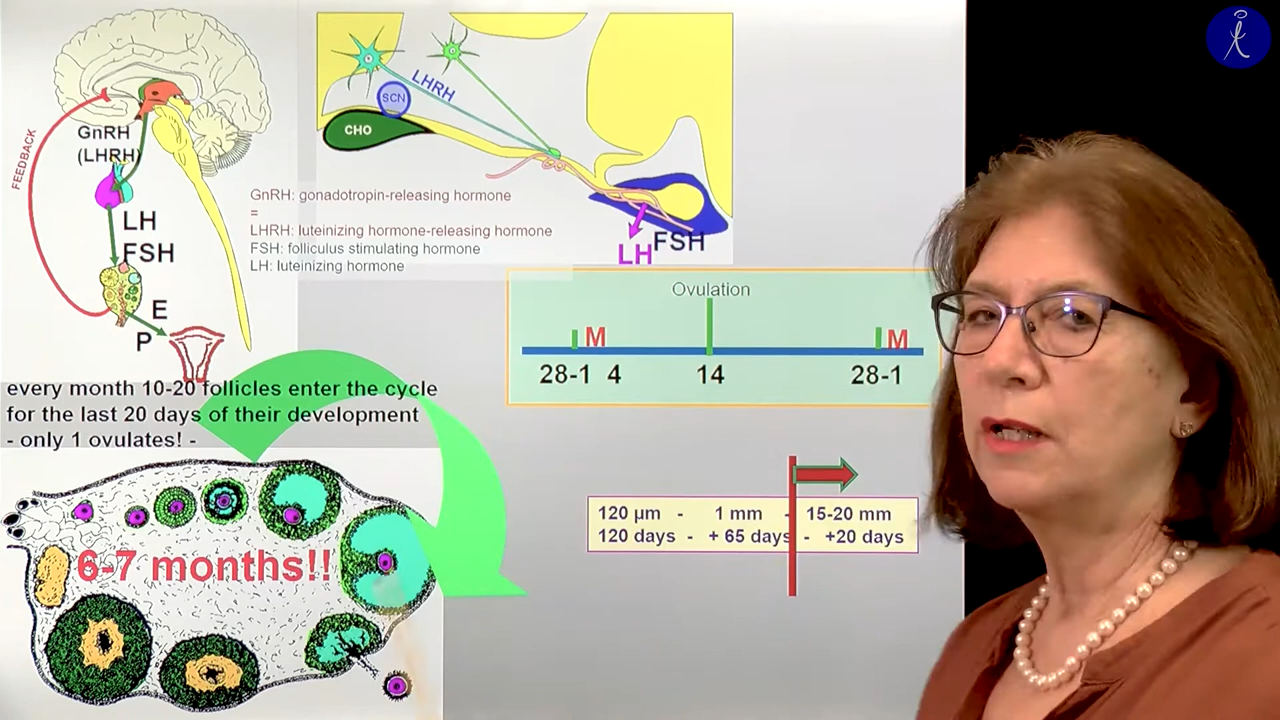 FEEDBACK
GnRH
(LHRH)
LH
FSH
E
P
LHRH
SCN
CHO
LH
FSH
GnRH: gonadotropin-releasing hormone
=
LHRH: luteinizing hormone-releasing hormone
FSH: folliculus stimulating hormone
LH: luteinizing hormone
Ovulation
M M
28-1 4 14 28-1
every month 10-20 follicles enter the cycle
for the last 20 days of their development
- only 1 ovulates! -
6-7 months!!
120 µm - 1 mm - 15-20 mm
120 days - + 65 days - +20 days